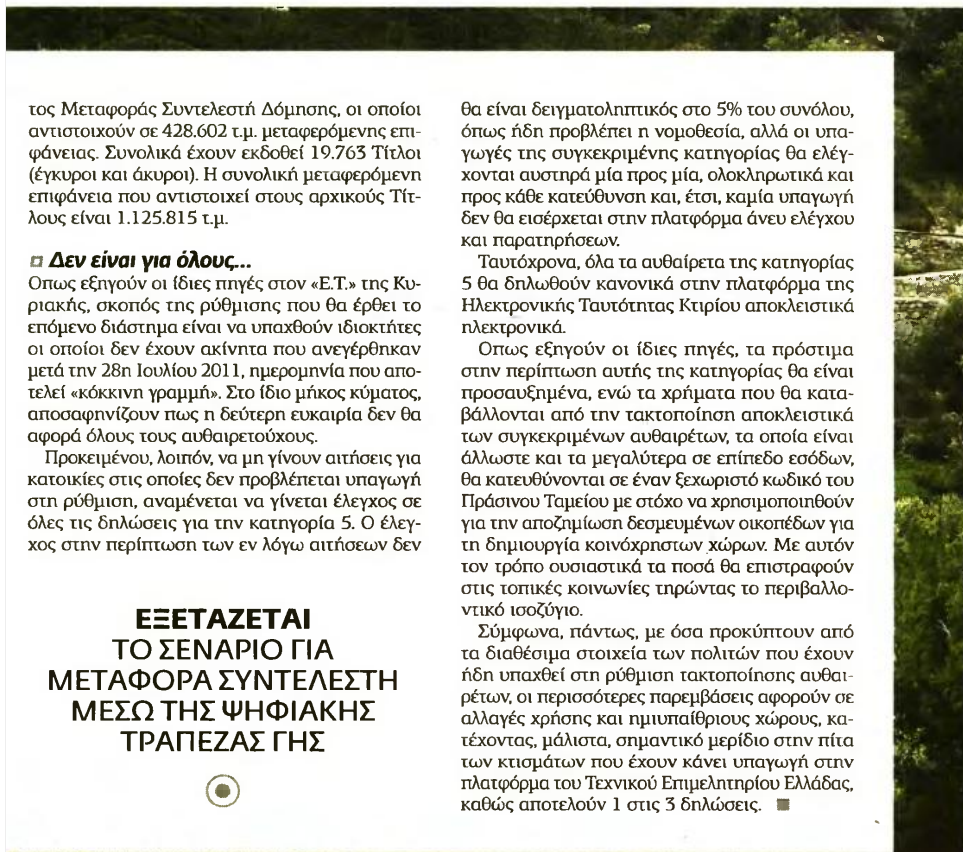 τος Μεταφοράς Συντελεστή Δόμησης, οι οποίοι
αντιστοιχούν σε 428.602 τ.μ. μεταφερόμενης επι-
φάνειας. Συνολικά έχουν εκδοθεί 19.763 Τίτλοι
(έγκυροι και άκυροι). Η συνολική μεταφερόμενη
επιφάνεια που αντιστοιχεί στους αρχικούς Τίτ-
λους είναι 1.125.815 τ.μ.
Δεν είναι για όλους...
Οπως εξηγούν οι ίδιες πηγές στον «Ε.Τ.» της Κυ-
ριακής, σκοπός της ρύθμισης που θα έρθει το
επόμενο διάστημα είναι να υπαχθούν ιδιοκτήτες
οι οποίοι δεν έχουν ακίνητα που ανεγέρθηκαν
μετά την 28η Ιουλίου 2011, ημερομηνία που απο-
τελεί «κόκκινη γραμμή». Στο ίδιο μήκος κύματος,
αποσαφηνίζουν πως η δεύτερη ευκαιρία δεν θα
αφορά όλους τους αυθαιρετούχους.
Προκειμένου, λοιπόν, να μη γίνουν αιτήσεις για
κατοικίες στις οποίες δεν προβλέπεται υπαγωγή
στη ρύθμιση, αναμένεται να γίνεται έλεγχος σε
όλες τις δηλώσεις για την κατηγορία 5. Ο έλεγ-
χος στην περίπτωση των εν λόγω αιτήσεων δεν
ΕΞΕΤΑΖΕΤΑΙ
ΤΟ ΣΕΝΑΡΙΟ ΓΙΑ
ΜΕΤΑΦΟΡΑ ΣΥΝΤΕΛΕΣΤΗ
ΜΕΣΩ ΤΗΣ ΨΗΦΙΑΚΗΣ
ΤΡΑΠΕΖΑΣ ΓΗΣ
θα είναι δειγματοληπτικός στο 5% του συνόλου,
όπως ήδη προβλέπει η νομοθεσία, αλλά οι υπα-
γωγές της συγκεκριμένης κατηγορίας θα ελέγ-
χονται αυστηρά μία προς μία, ολοκληρωτικά και
προς κάθε κατεύθυνση και, έτσι, καμία υπαγωγή
δεν θα εισέρχεται στην πλατφόρμα άνευ ελέγχου
και παρατηρήσεων.
Ταυτόχρονα, όλα τα αυθαίρετα της κατηγορίας
5 θα δηλωθούν κανονικά στην πλατφόρμα της
Ηλεκτρονικής Ταυτότητας Κτιρίου αποκλειστικά
ηλεκτρονικά.
Οπως εξηγούν οι ίδιες πηγές, τα πρόστιμα
στην περίπτωση αυτής της κατηγορίας θα είναι
προσαυξημένα, ενώ τα χρήματα που θα κατα-
βάλλονται από την τακτοποίηση αποκλειστικά
των συγκεκριμένων αυθαιρέτων, τα οποία είναι
άλλωστε και τα μεγαλύτερα σε επίπεδο εσόδων,
θα κατευθύνονται σε έναν ξεχωριστό κωδικό του
Πράσινου Ταμείου με στόχο να χρησιμοποιηθούν
για την αποζημίωση δεσμευμένων οικοπέδων για
τη δημιουργία κοινόχρηστων χώρων. Με αυτόν
τον τρόπο ουσιαστικά τα ποσά θα επιστραφούν
στις τοπικές κοινωνίες τηρώντας το περιβαλλο-
ντικό ισοζύγιο.
Σύμφωνα, πάντως, με όσα προκύπτουν από
τα διαθέσιμα στοιχεία των πολιτών που έχουν
ήδη υπαχθεί στη ρύθμιση τακτοποίησης αυθαι-
ρέτων, οι περισσότερες παρεμβάσεις αφορούν σε
αλλαγές χρήσης και ημιυπαίθριους χώρους, κα-
τέχοντας, μάλιστα, σημαντικό μερίδιο στην πίτα
των κτισμάτων που έχουν κάνει υπαγωγή στην
πλατφόρμα του Τεχνικού Επιμελητηρίου Ελλάδας,
καθώς αποτελούν 1 στις 3 δηλώσεις.